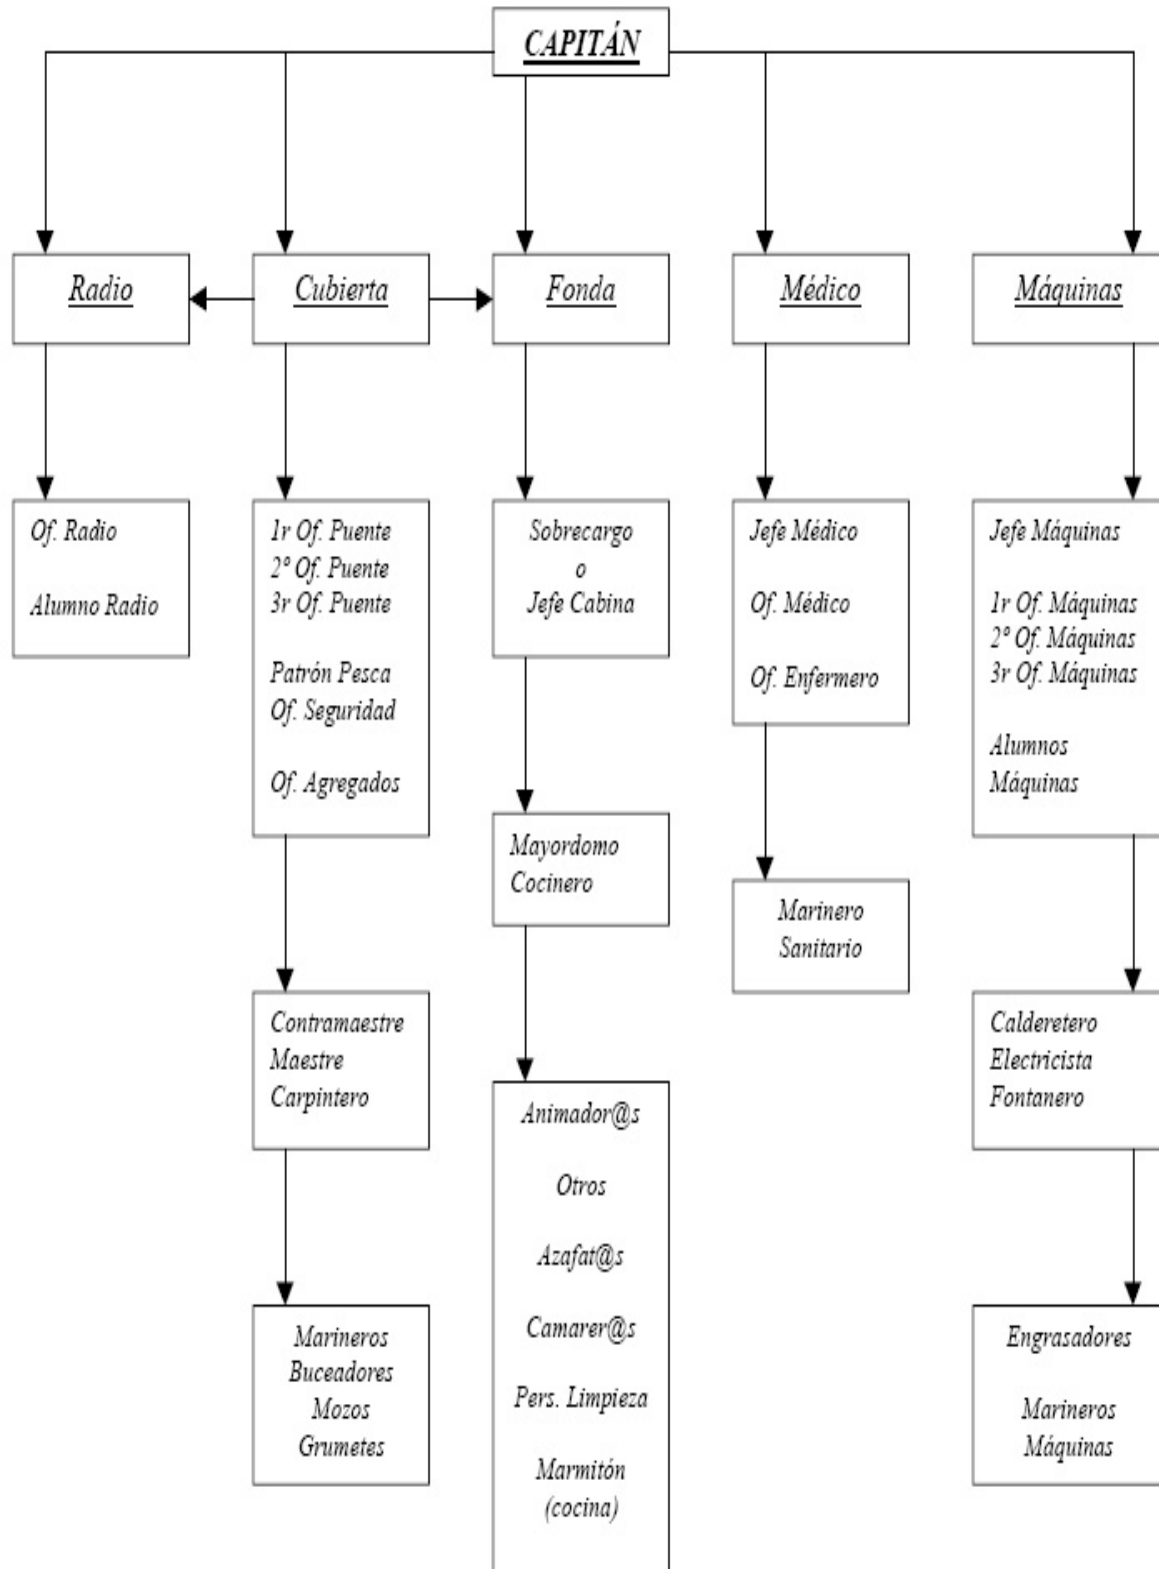 CAPITÁN
Radio
Cubierta
Fonda
Médico
Máquinas
Of. Radio
Alumno Radio
1r Of. Puente
2º Of. Puente
3r Of. Puente
Patrón Pesca
Of. Seguridad
Of. Agregados
Sobrecargo
o
Jefe Cabina
Jefe Médico
Of. Médico
Of. Enfermero
Jefe Máquinas
1r Of. Máquinas
2º Of. Máquinas
3r Of. Máquinas
Alumnos
Máquinas
Mayordomo
Cocinero
Marinero
Sanitario
Contramaestre
Maestre
Carpintero
Calderetero
Electricista
Fontanero
Animador@s
Otros
Azafat@s
Camarer@s
Pers. Limpieza
Marmitón
(cocina)
Marineros
Buceadores
Mozos
Grumetes
Engrasadores
Marineros
Máquinas